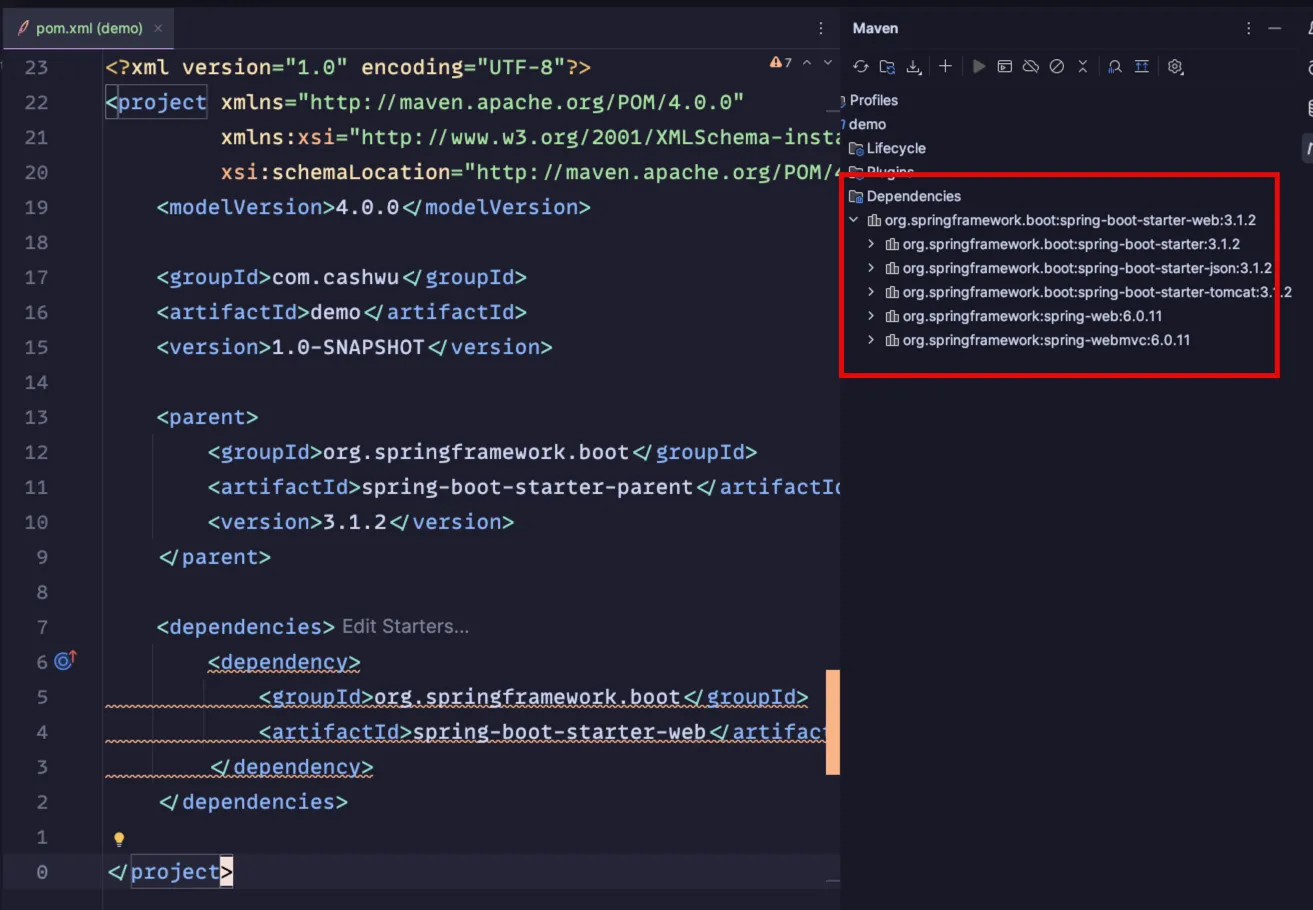 pom.xml (demo)
23 <?xml version="1.0" encoding="UTF-8"?>
7
22 <project xmlns="http://maven.apache.org/POM/4.0.0"
21 xmlns:xsi="http://www.w3.org/2001/XMLSchema-insta
20 xsi:schemaLocation="http://maven.apache.org/POM/4
19 <modelVersion>4.0.0</modelVersion>
18
17 <groupId>com.cashwu</groupId>
16 <artifactId>demo</artifactId>
15 <version>1.0-SNAPSHOT</version>
14
13 <parent>
12 <groupId>org.springframework.boot</groupId>
11 <artifactId>spring-boot-starter-parent</artifactId
10 <version>3.1.2</version>
9 </parent>
8
7 <dependencies> Edit Starters...
6 <dependency>
5 <groupId>org.springframework.boot</groupId>
4 <artifactId>spring-boot-starter-web</artifact
3 </dependency>
2 </dependencies>
1
0 </project>
Maven
Profiles
demo
Lifecycle
Plugins
Dependencies
org.springframework.boot:spring-boot-starter-web:3.1.2
org.springframework.boot:spring-boot-starter:3.1.2
org.springframework.boot:spring-boot-starter-json:3.1.2
org.springframework.boot:spring-boot-starter-tomcat:3.1.2
org.springframework:spring-web:6.0.11
org.springframework:spring-webmvc:6.0.11